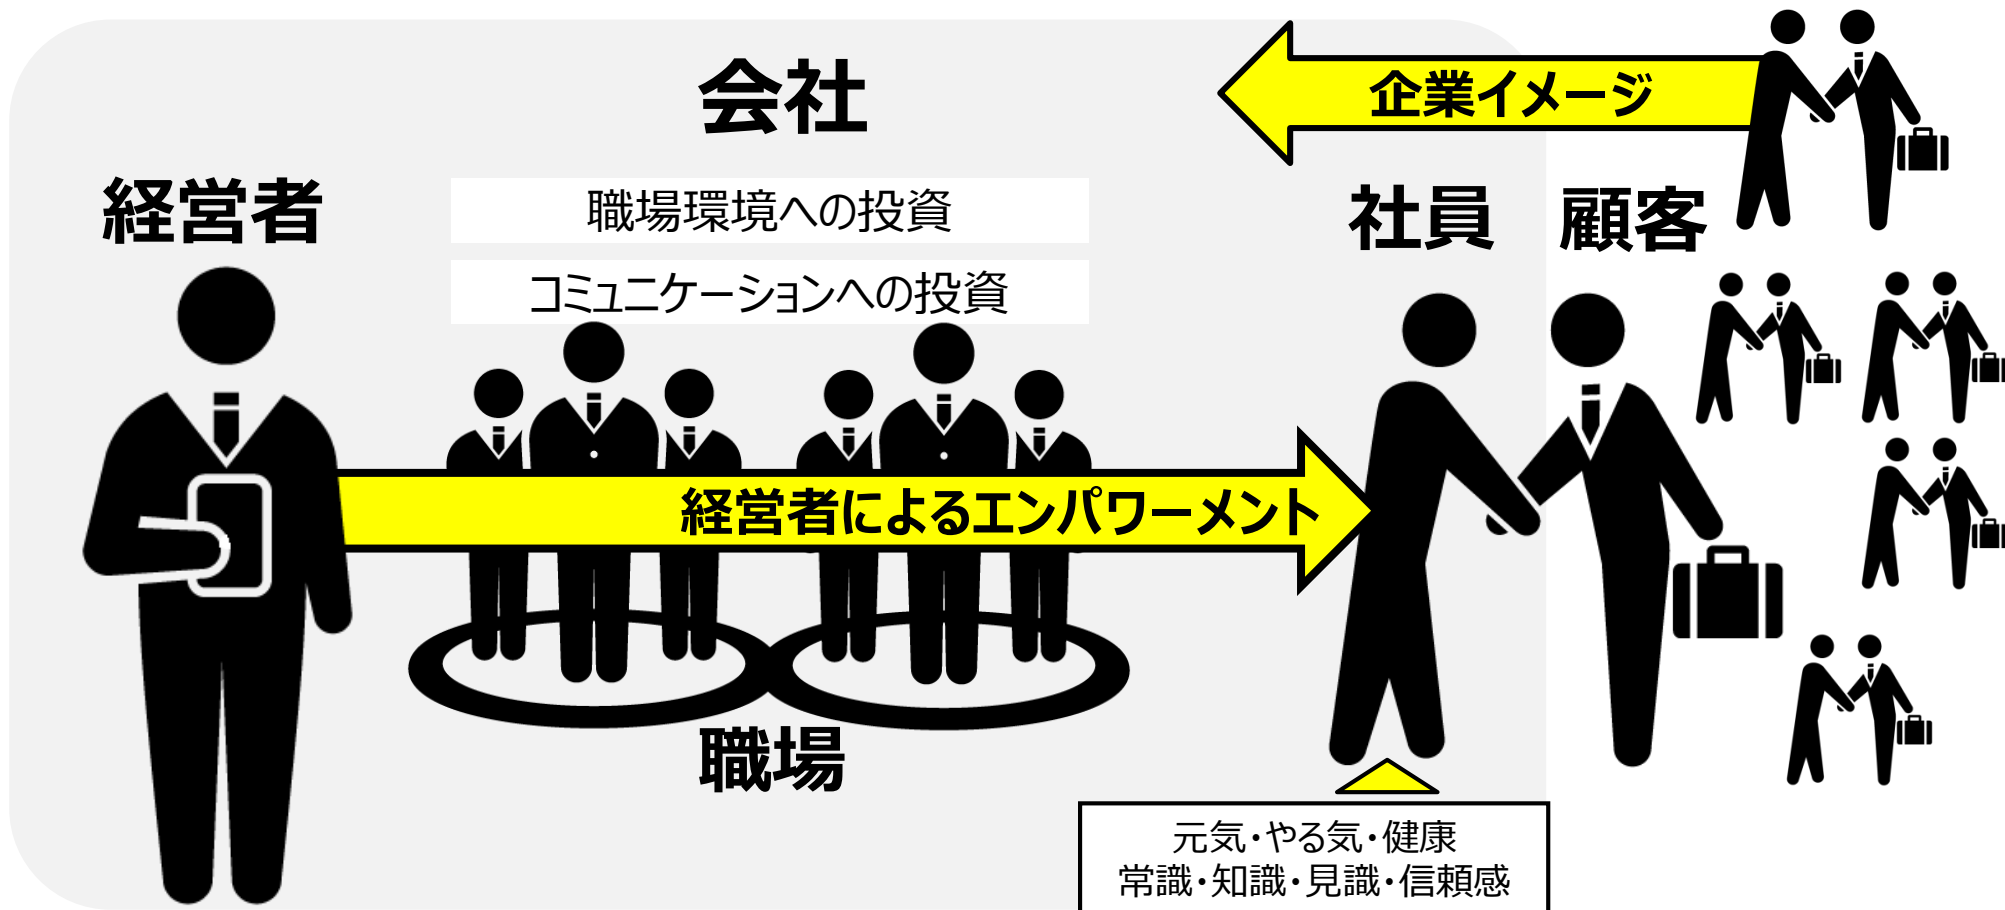 会社
企業イメージ
経営者
職場環境への投資
社員
顧客
コミュニケーションへの投資
経営者によるエンパワーメント
職場
元気・やる気・健康
常識・知識・見識・信頼感